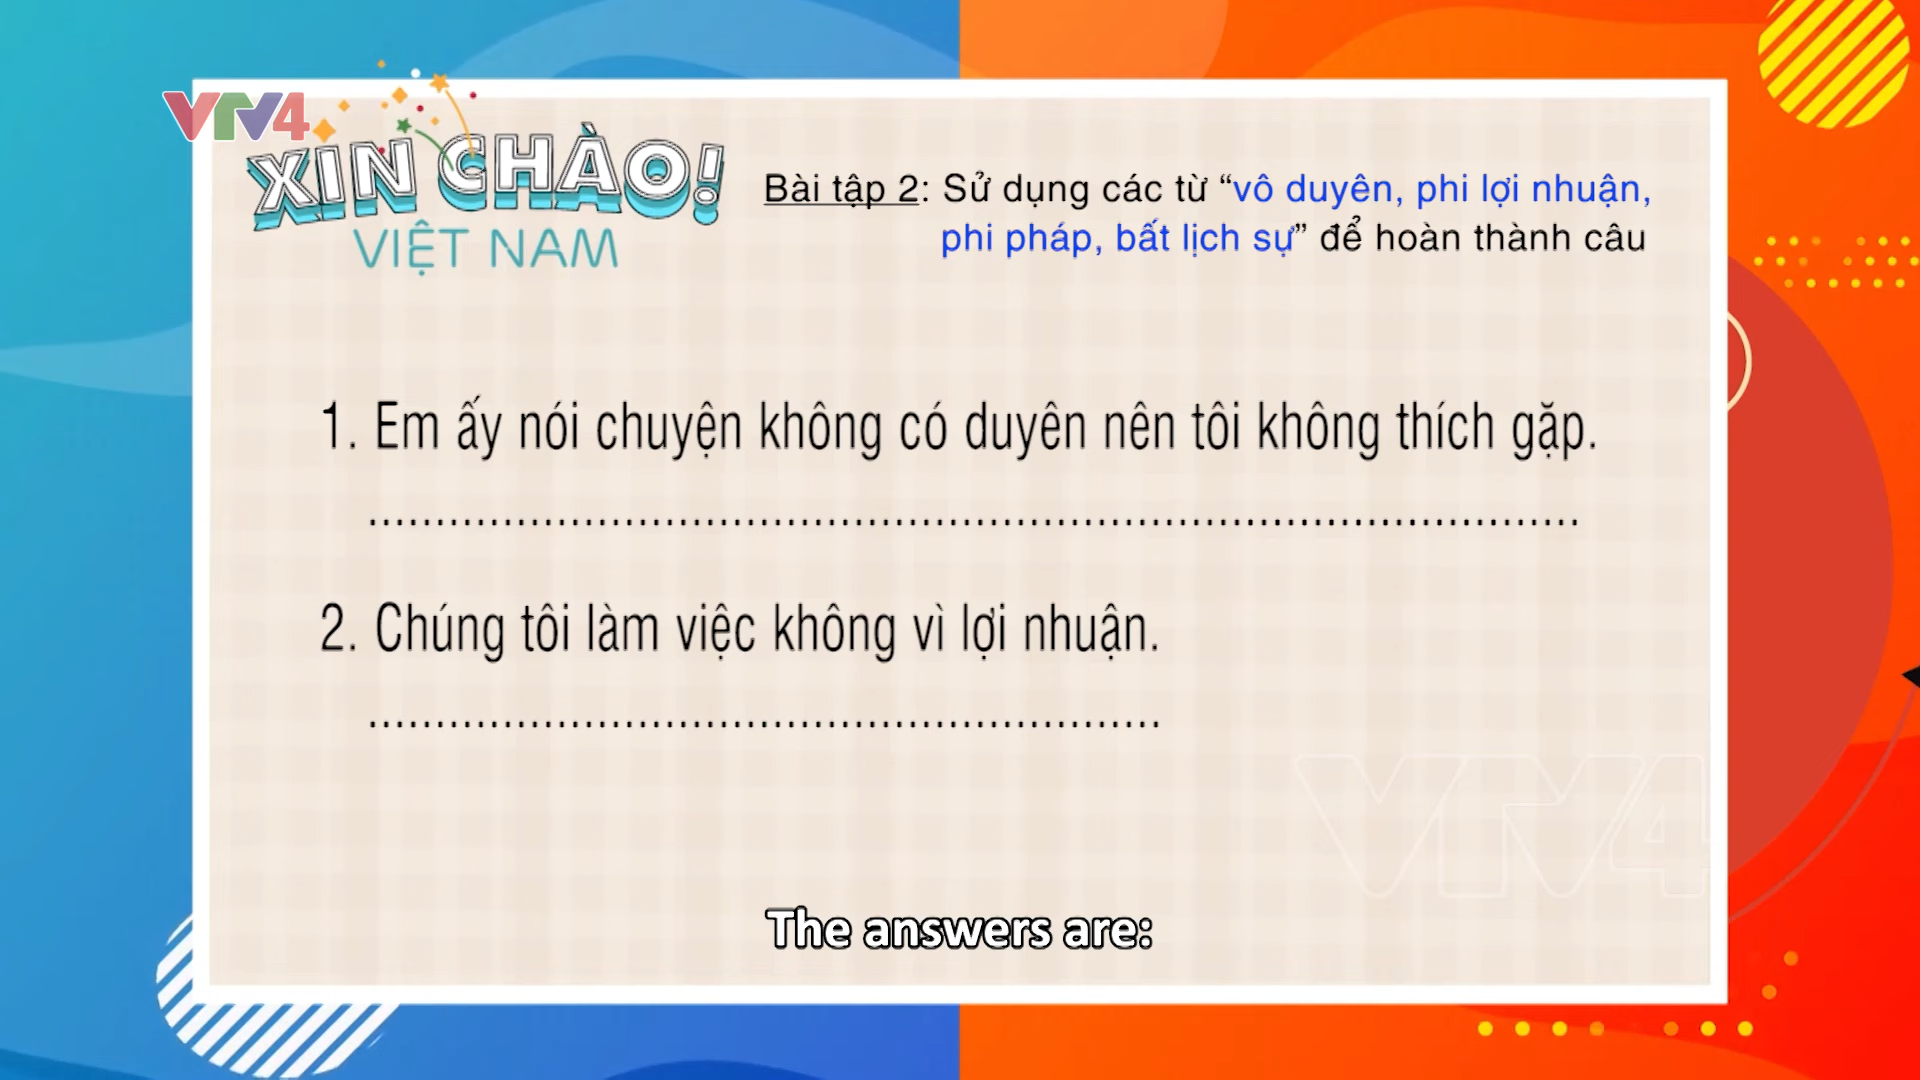 VTV4
XIN CHÀO!
VIỆT NAM
Bài tập 2: Sử dụng các từ “vô duyên, phi lợi nhuận,
phi pháp, bất lịch sự” để hoàn thành câu
1. Em ấy nói chuyện không có duyên nên tôi không thích gặp.
................................................................................
2. Chúng tôi làm việc không vì lợi nhuận.
................................................................................
VTV4
The answers are: